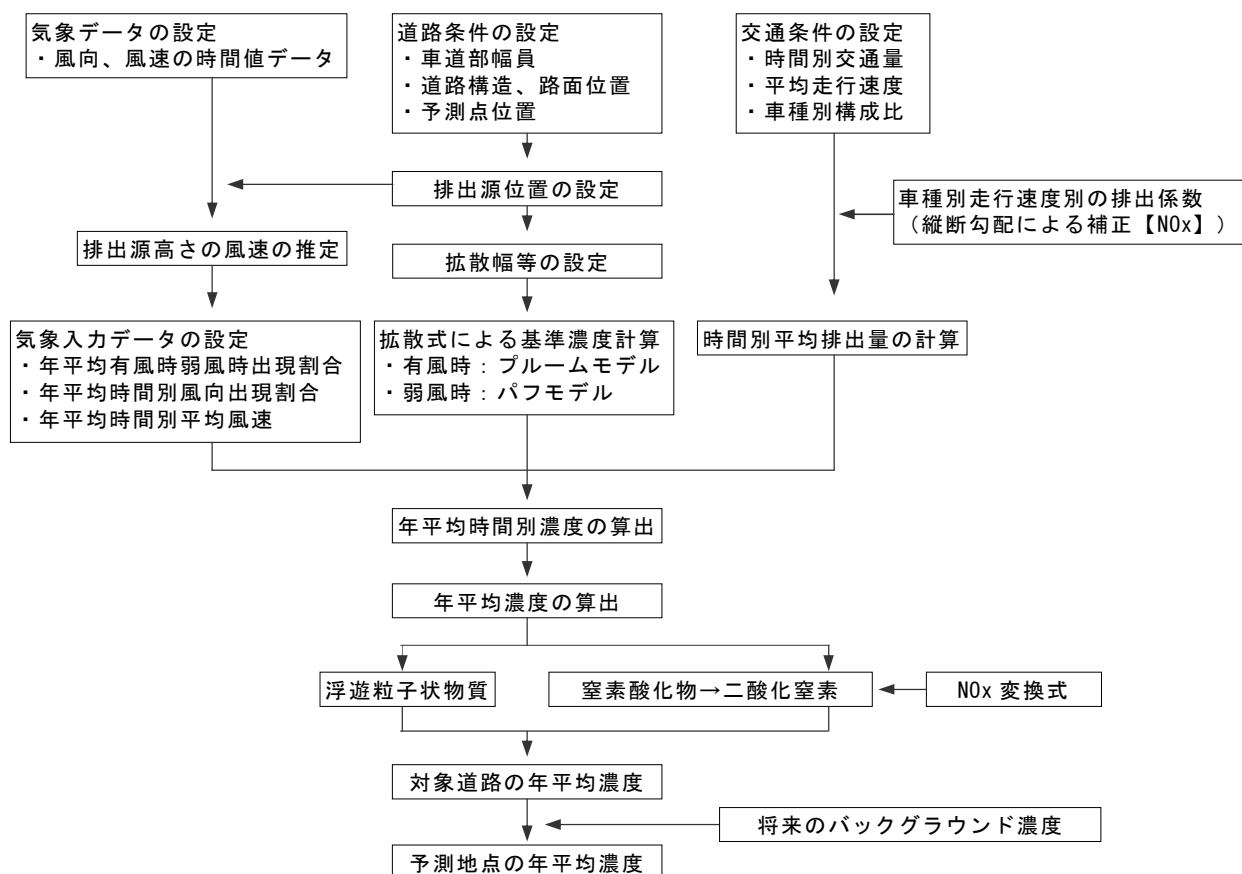 気象データの設定
・風向、風速の時間値データ
道路条件の設定
・車道部幅員
・道路構造、路面位置
・予測点位置
交通条件の設定
・時間別交通量
・平均走行速度
・車種別構成比
排出源位置の設定
車種別走行速度別の排出係数
（縦断勾配による補正【NOx】）
排出源高さの風速の推定
拡散幅等の設定
気象入力データの設定
・年平均有風時弱風時出現割合
・年平均時間別風向出現割合
・年平均時間別平均風速
拡散式による基準濃度計算
・有風時：プルームモデル
・弱風時：パフモデル
時間別平均排出量の計算
年平均時間別濃度の算出
年平均濃度の算出
浮遊粒子状物質
窒素酸化物→二酸化窒素
NOx変換式
対象道路の年平均濃度
将来のバックグラウンド濃度
予測地点の年平均濃度